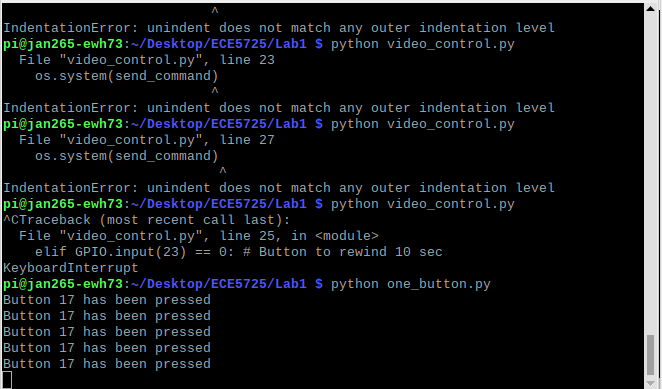 ^
IndentationError: unindent does not match any outer indentation level
pi@jan265-ewh73:~/Desktop/ECE5725/Lab1 $ python video_control.py
  File "video_control.py", line 23
    os.system(send_command)
                          ^
IndentationError: unindent does not match any outer indentation level
pi@jan265-ewh73:~/Desktop/ECE5725/Lab1 $ python video_control.py
  File "video_control.py", line 27
    os.system(send_command)
                           ^
IndentationError: unindent does not match any outer indentation level
pi@jan265-ewh73:~/Desktop/ECE5725/Lab1 $ python video_control.py
^CTraceback (most recent call last):
  File "video_control.py", line 25, in <module>
    elif GPIO.input(23) == 0: # Button to rewind 10 sec
KeyboardInterrupt
pi@jan265-ewh73:~/Desktop/ECE5725/Lab1 $ python one_button.py
Button 17 has been pressed
Button 17 has been pressed
Button 17 has been pressed
Button 17 has been pressed
Button 17 has been pressed